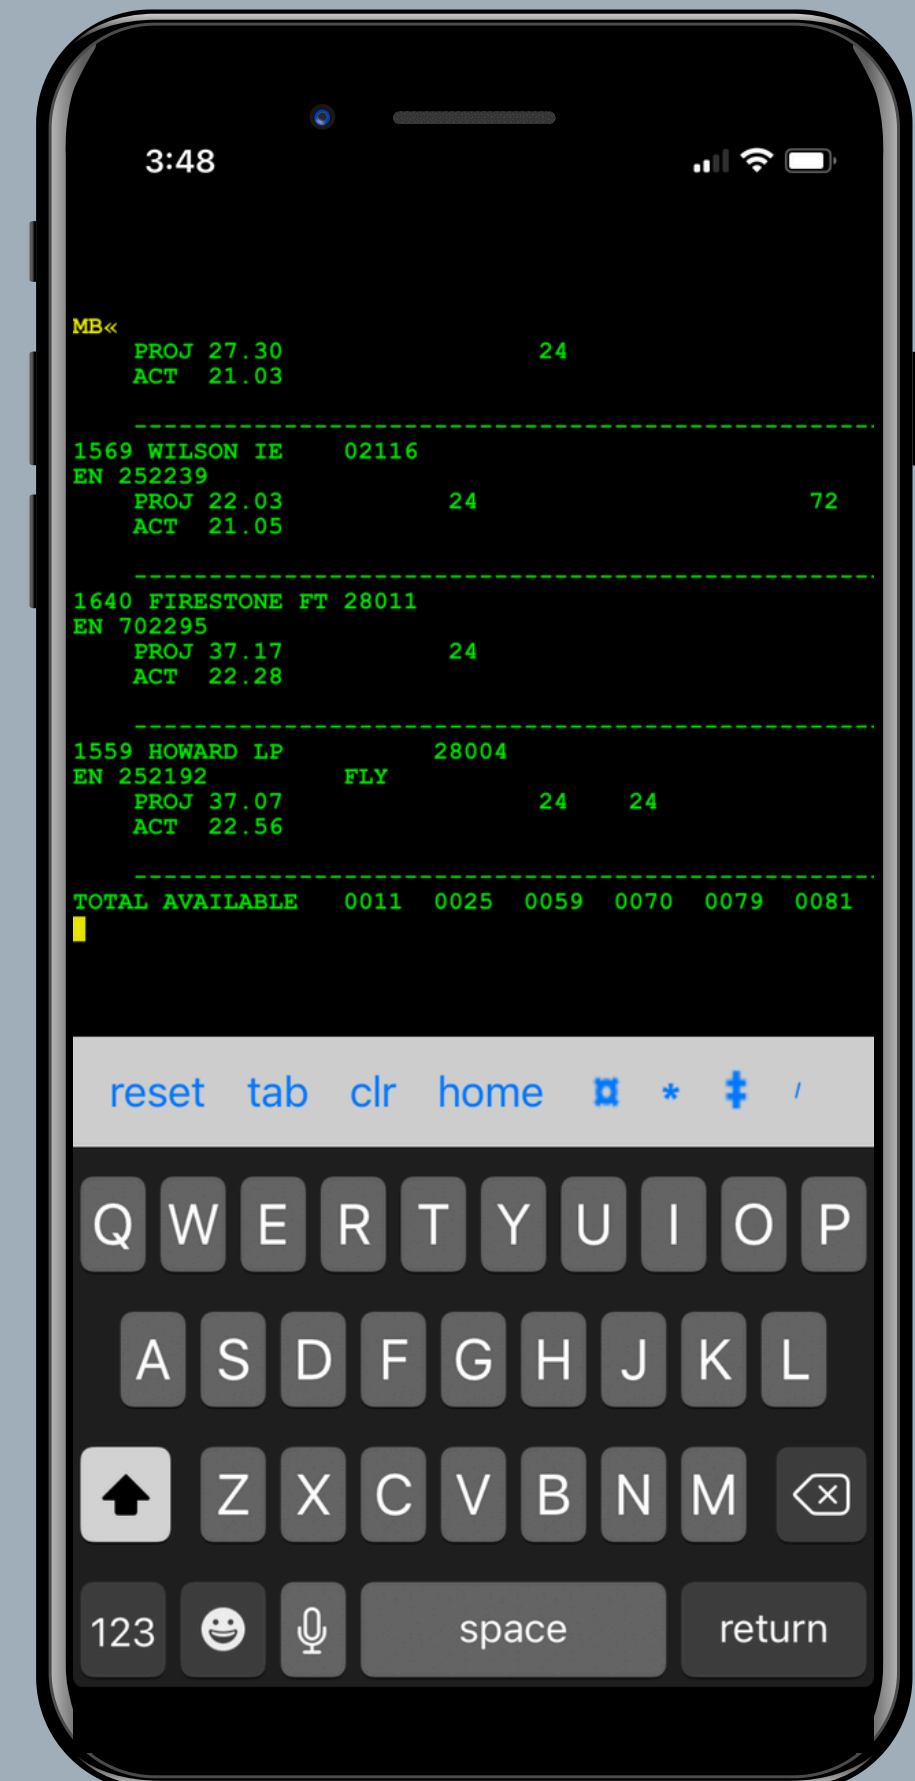 3:48
MB«
PROJ 27.30 24
ACT 21.03
--------------------------------------------------
1569 WILSON IE 02116
EN 252239
PROJ 22.03 24 72
ACT 21.05
--------------------------------------------------
1640 FIRESTONE FT 28011
EN 702295
PROJ 37.17 24
ACT 22.28
--------------------------------------------------
1559 HOWARD LP 28004
EN 252192 FLY
PROJ 37.07 24 24
ACT 22.56
--------------------------------------------------
TOTAL AVAILABLE 0011 0025 0059 0070 0079 0081
reset tab clr home ¤ * ‡ /
Q W E R T Y U I O P
A S D F G H J K L
Z X C V B N M
123 space return